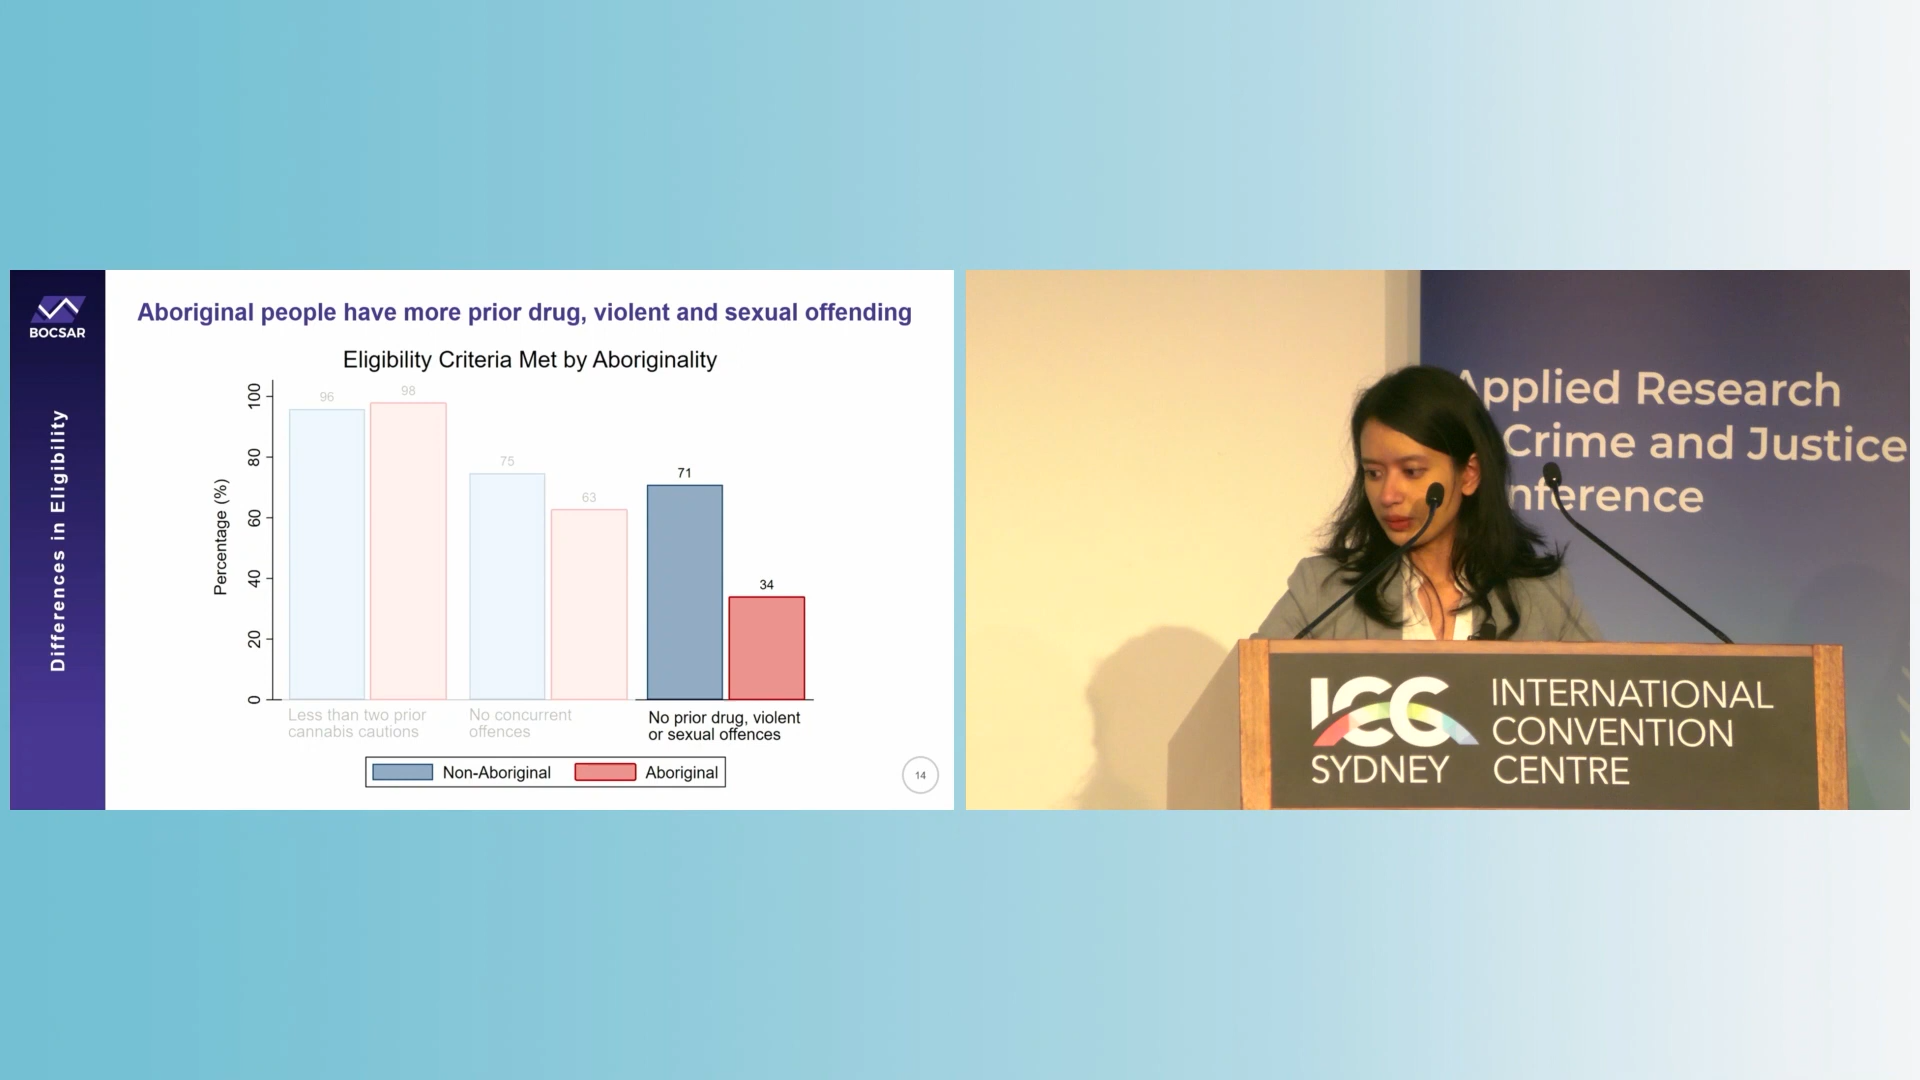 BOCSAR
Differences in Eligibility
Aboriginal people have more prior drug, violent and sexual offending
Eligibility Criteria Met by Aboriginality
Percentage (%)
100
80
60
40
20
0
96
98
75
63
71
34
Less than two prior
cannabis cautions
No concurrent
offences
No prior drug, violent
or sexual offences
Non-Aboriginal
Aboriginal
14
Applied Research
Crime and Justice
nference
ICC
SYDNEY
INTERNATIONAL
CONVENTION
CENTRE